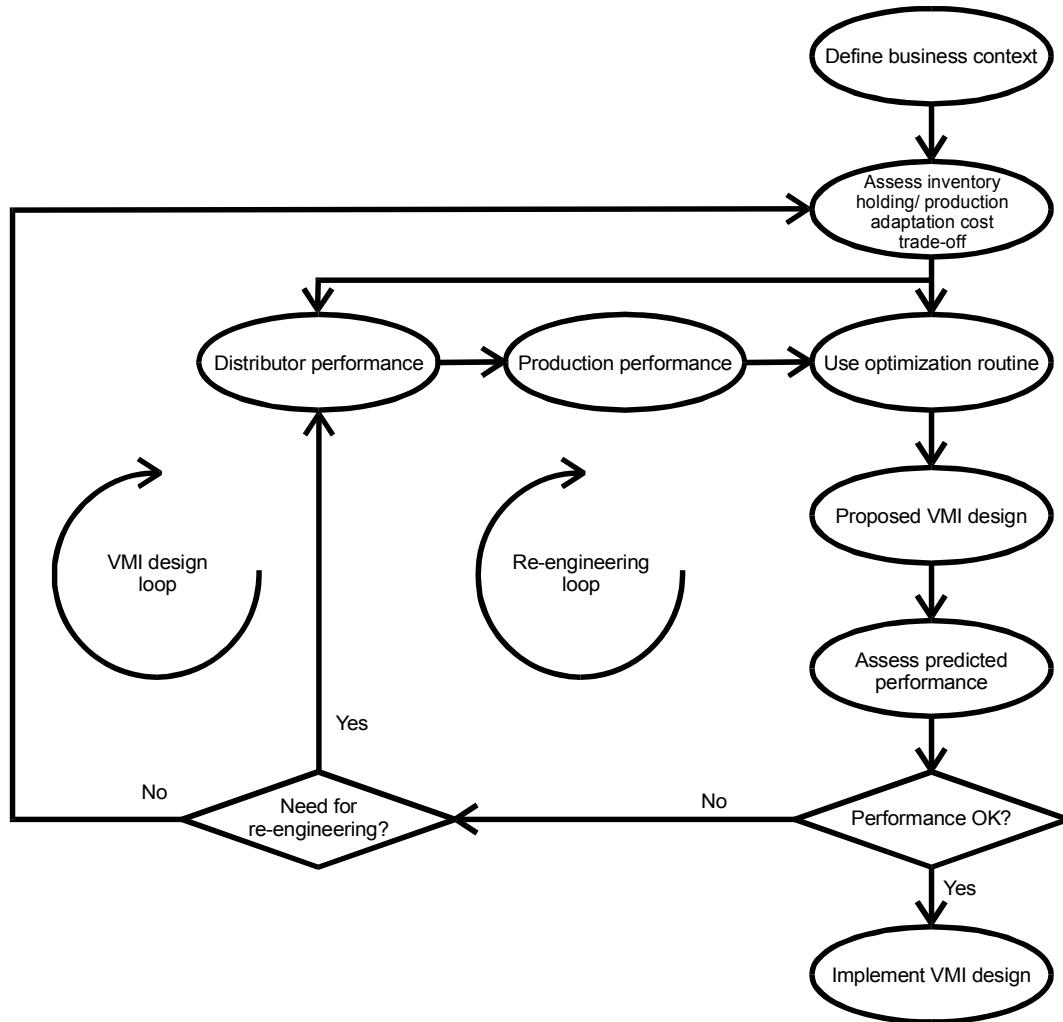 Define business context
Assess inventory
holding/ production
adaptation cost
trade-off
Distributor performance
Production performance
Use optimization routine
Proposed VMI design
VMI design
loop
Re-engineering
loop
Assess predicted
performance
Yes
No
Need for
re-engineering?
No
Performance OK?
Yes
Implement VMI design